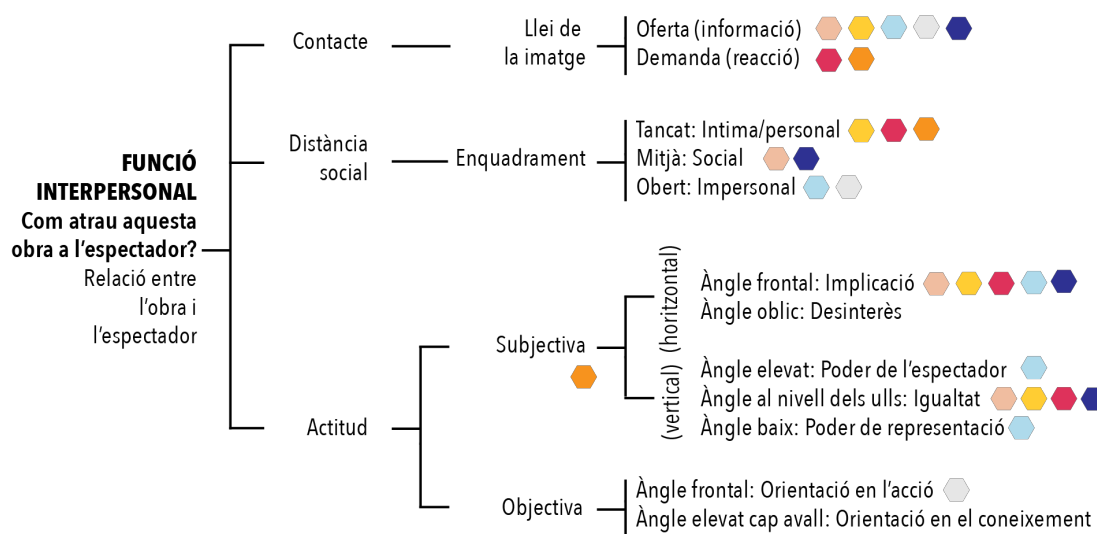 FUNCIÓ
INTERPERSONAL
Com atrau aquesta
obra a l’espectador?
Relació entre
l’obra i
l’espectador
Contacte
Llei de
la imatge
Oferta (informació)
Demanda (reacció)
Distància
social
Enquadrament
Tancat: Intima/personal
Mitjà: Social
Obert: Impersonal
Actitud
Subjectiva
(horitzontal)
Àngle frontal: Implicació
Àngle oblic: Desinterès
(vertical)
Àngle elevat: Poder de l’espectador
Àngle al nivell dels ulls: Igualtat
Àngle baix: Poder de representació
Objectiva
Àngle frontal: Orientació en l’acció
Àngle elevat cap avall: Orientació en el coneixement